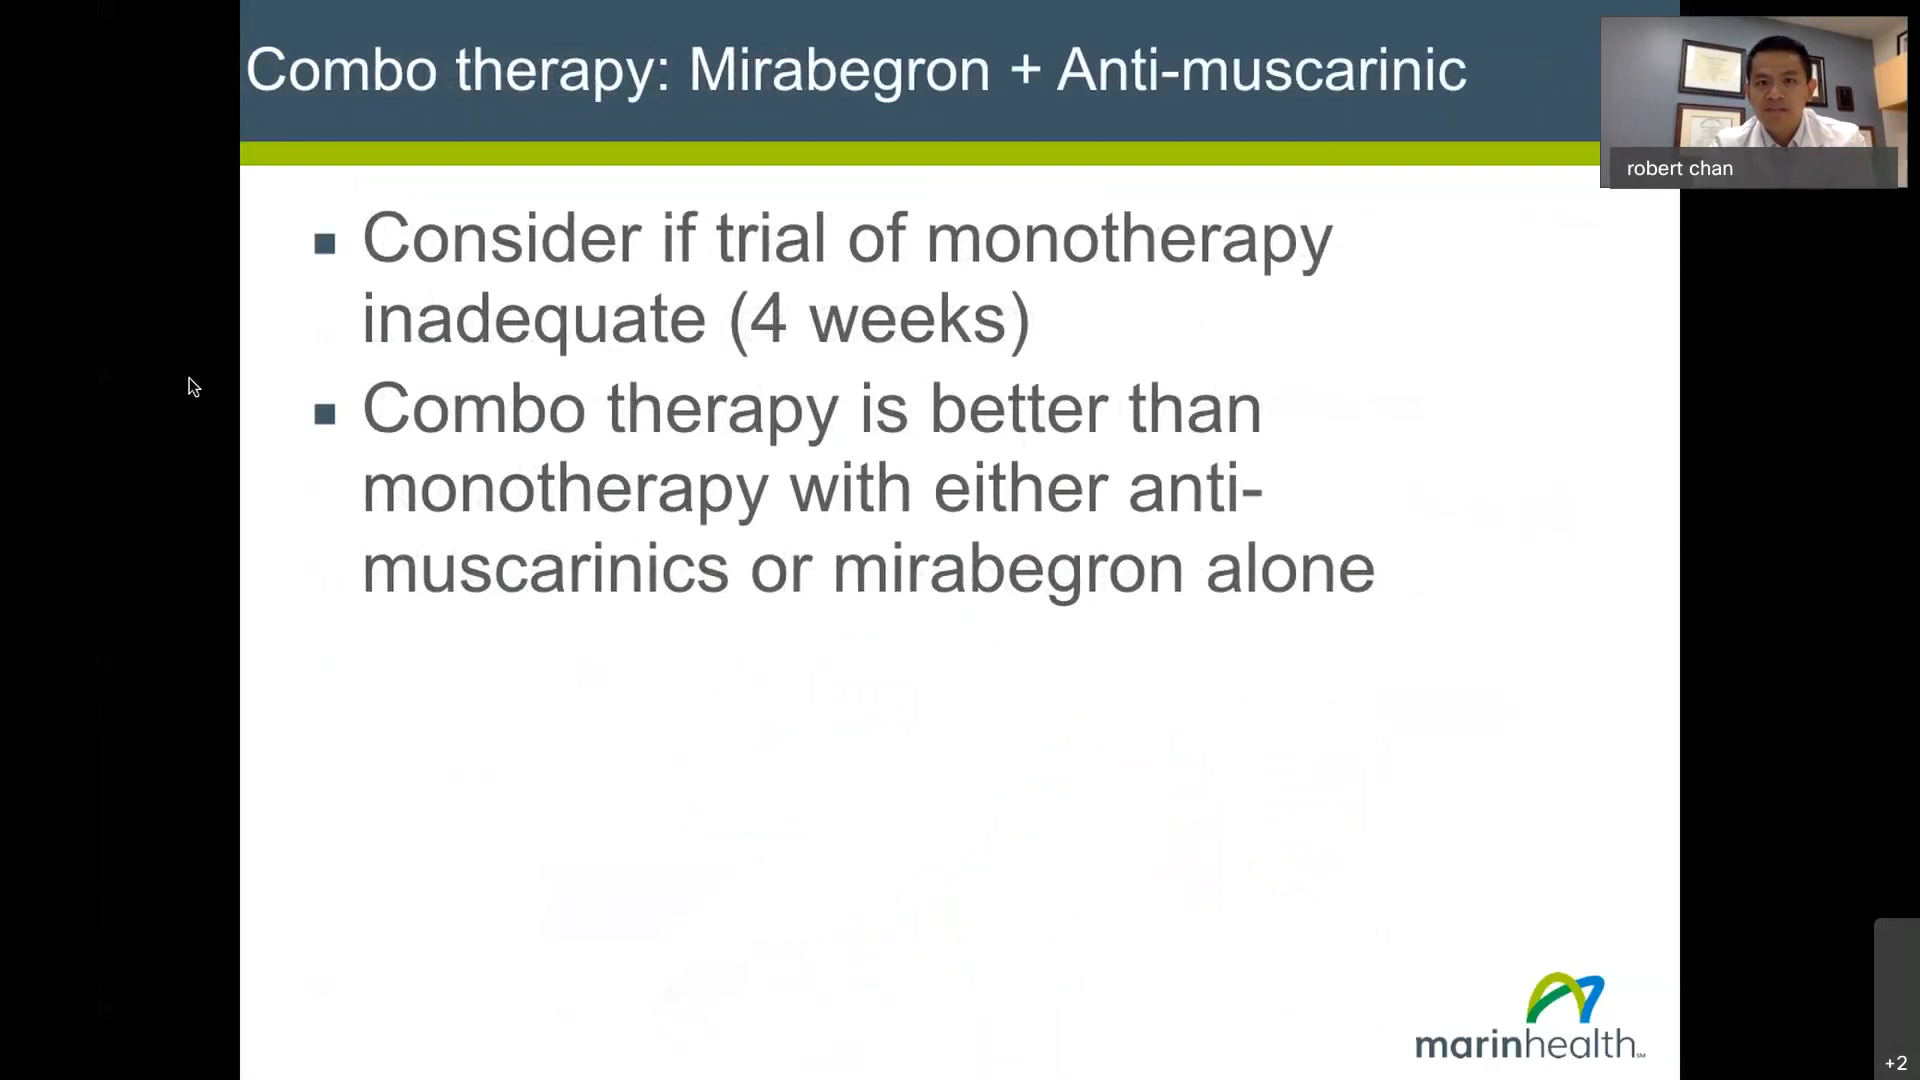 Combo therapy: Mirabegron + Anti-muscarinic
robert chan
Consider if trial of monotherapy
inadequate (4 weeks)
Combo therapy is better than
monotherapy with either anti-
muscarinics or mirabegron alone
marinhealth℠
+2